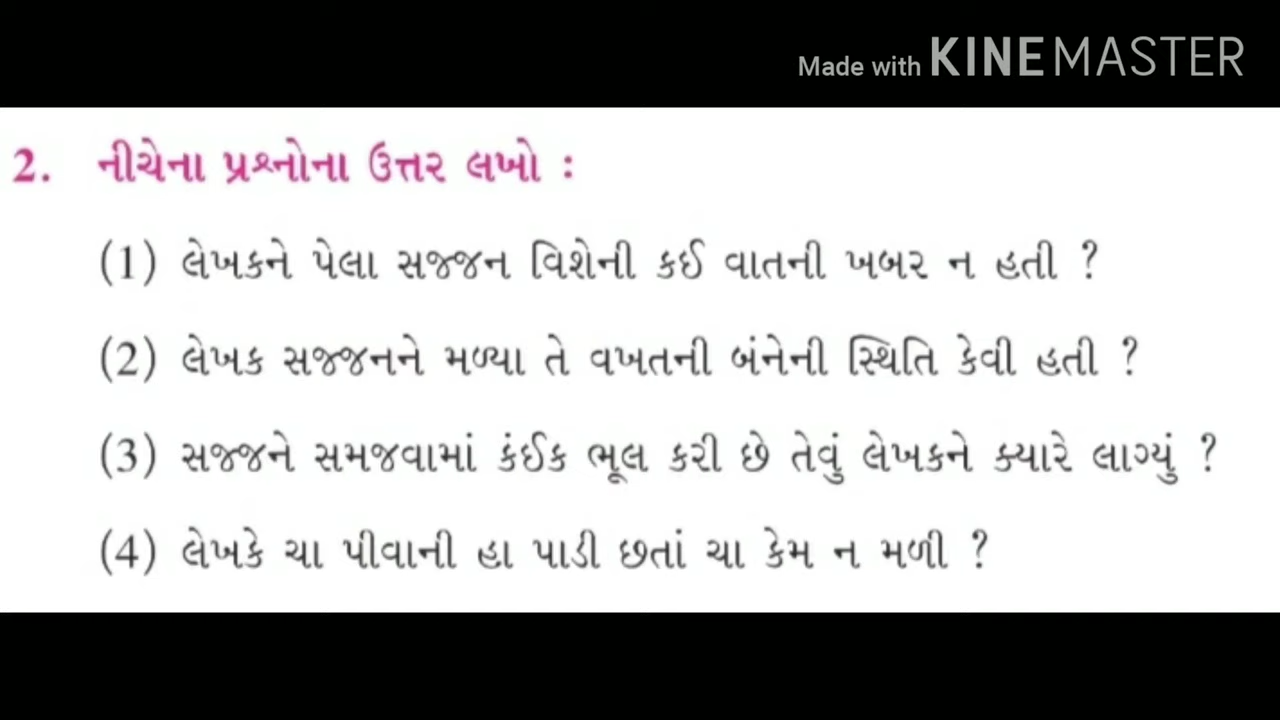 Made with KINEMASTER
2. નીચેના પ્રશ્નોના ઉત્તર લખો :
(1) લેખકને પેલા સજ્જન વિશેની કઈ વાતની ખબર ન હતી ?
(2) લેખક સજ્જનને મળ્યા તે વખતની બંનેની સ્થિતિ કેવી હતી ?
(3) સજ્જને સમજવામાં કંઈક ભૂલ કરી છે તેવું લેખકને ક્યારે લાગ્યું ?
(4) લેખકે ચા પીવાની હા પાડી છતાં ચા કેમ ન મળી ?